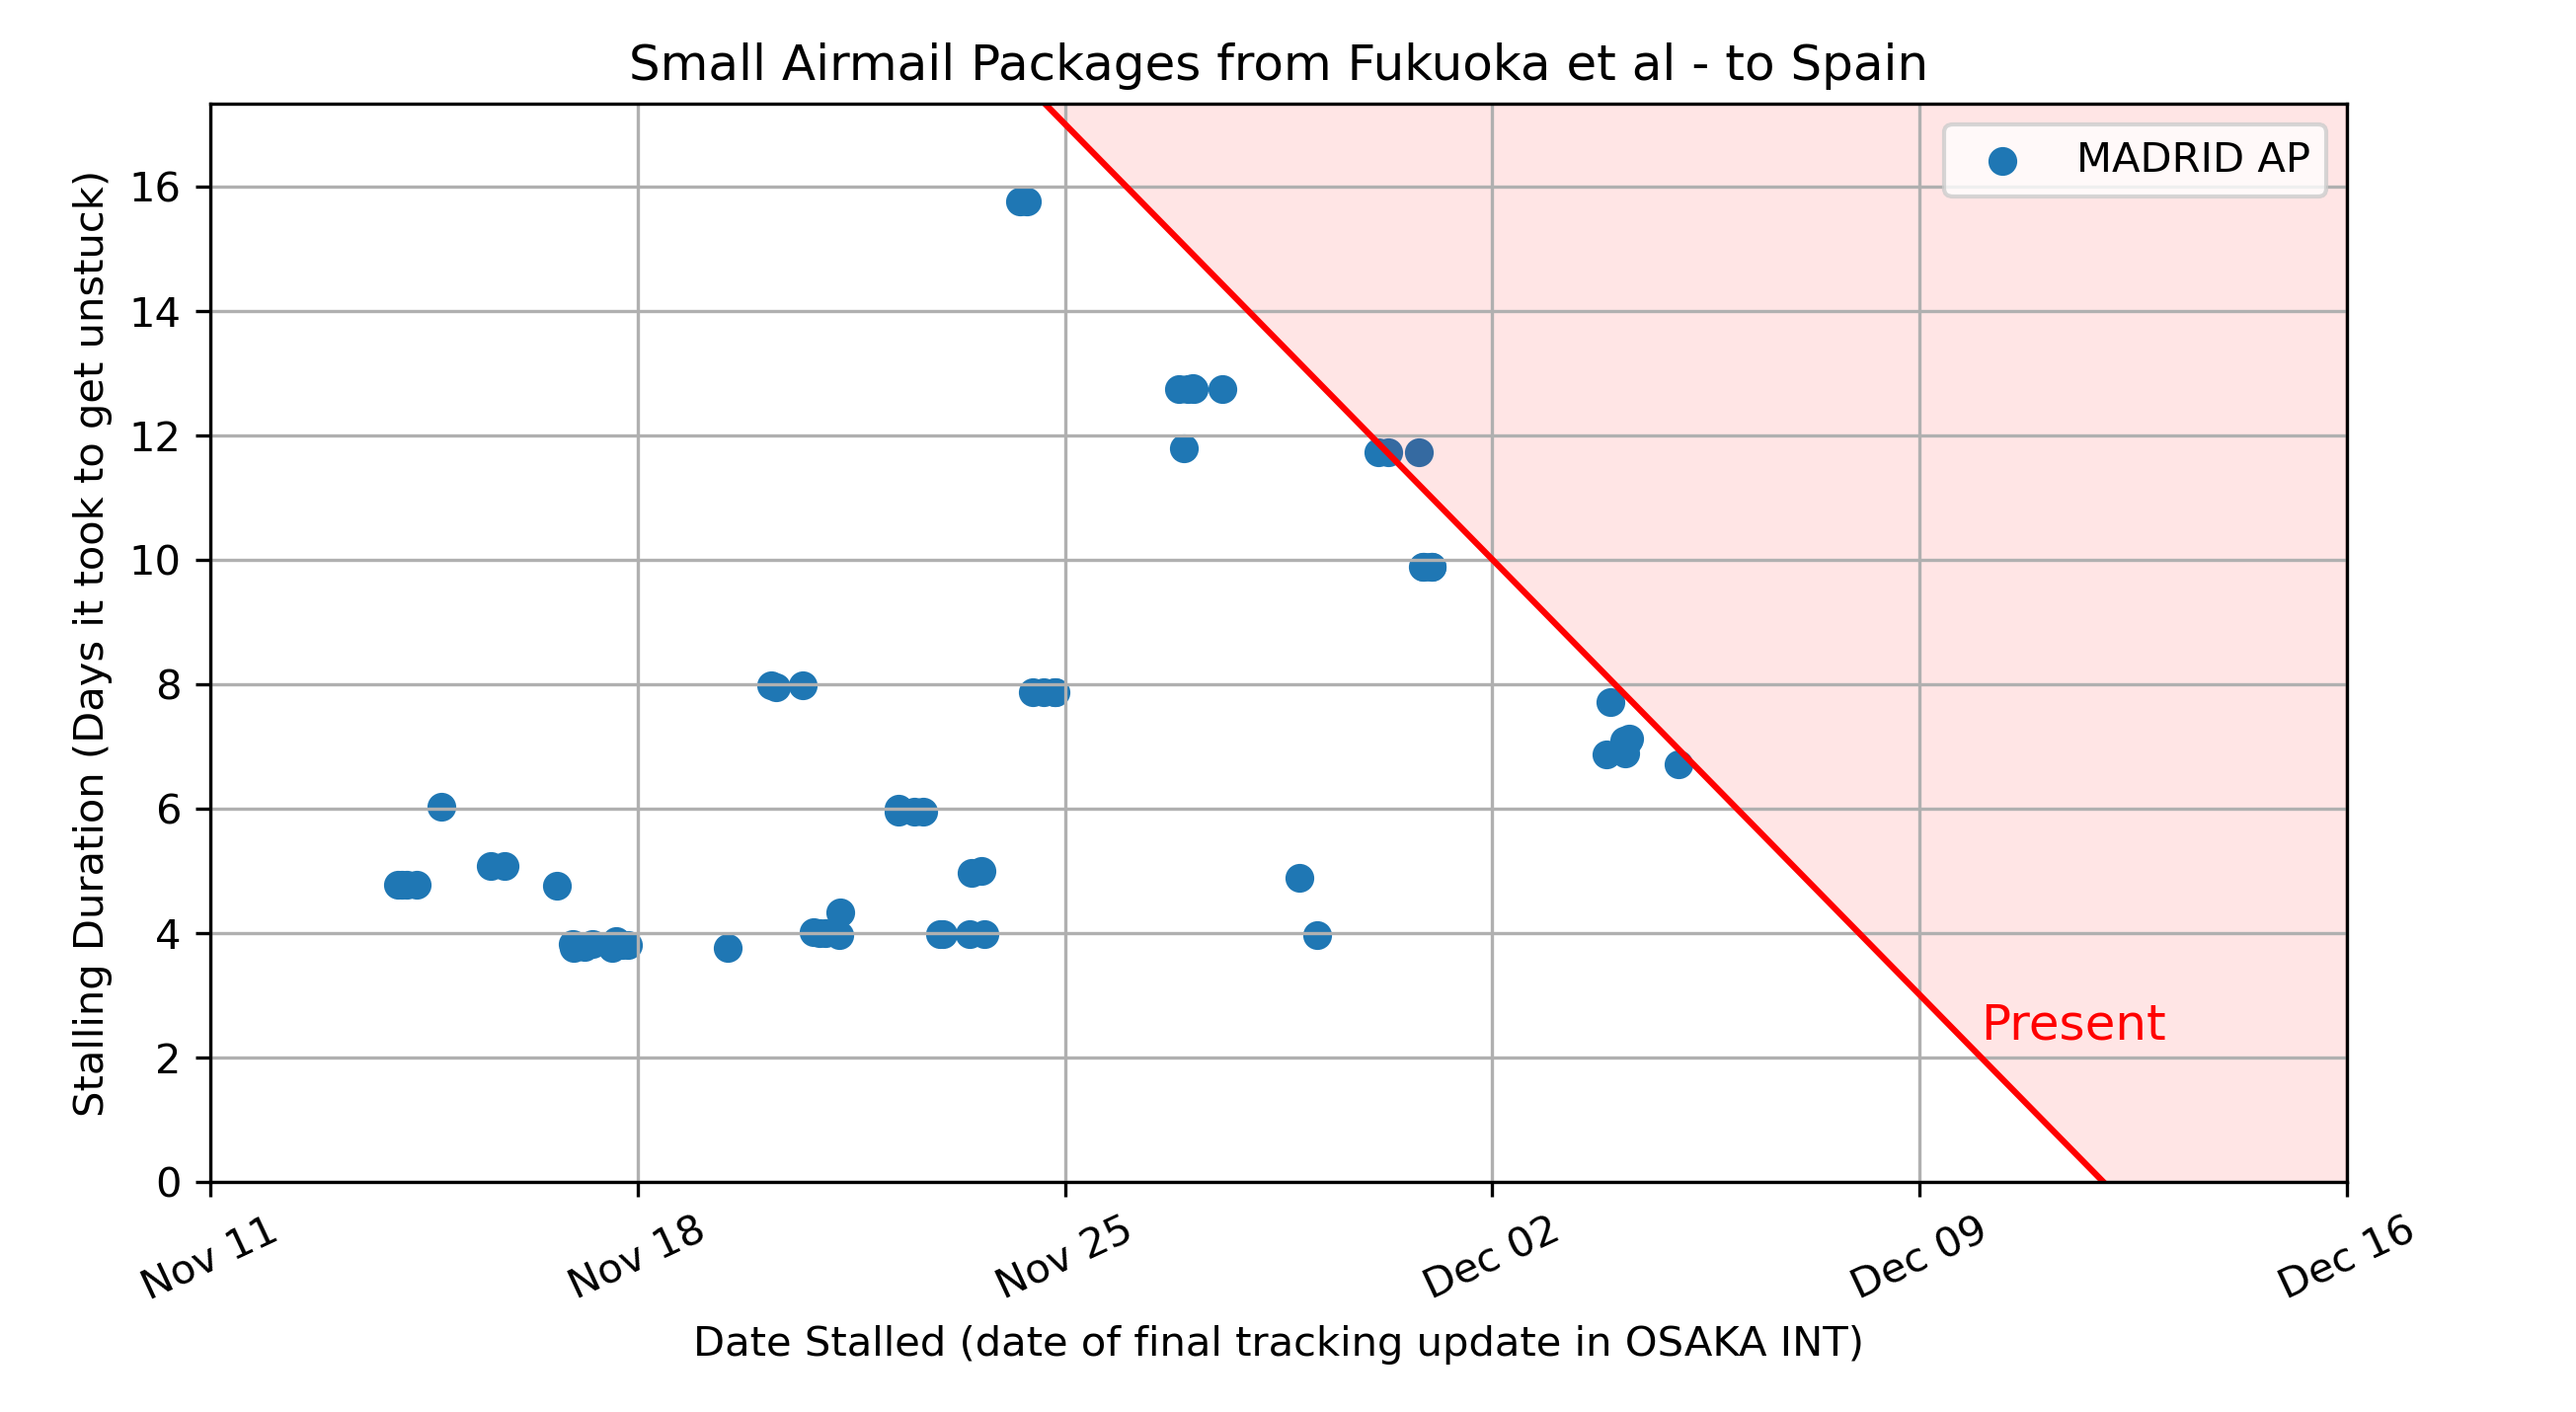 Small Airmail Packages from Fukuoka et al - to Spain
MADRID AP
Stalling Duration (Days it took to get unstuck)
16
14
12
10
8
6
4
2
0
Present
Nov 11
Nov 18
Nov 25
Dec 02
Dec 09
Dec 16
Date Stalled (date of final tracking update in OSAKA INT)